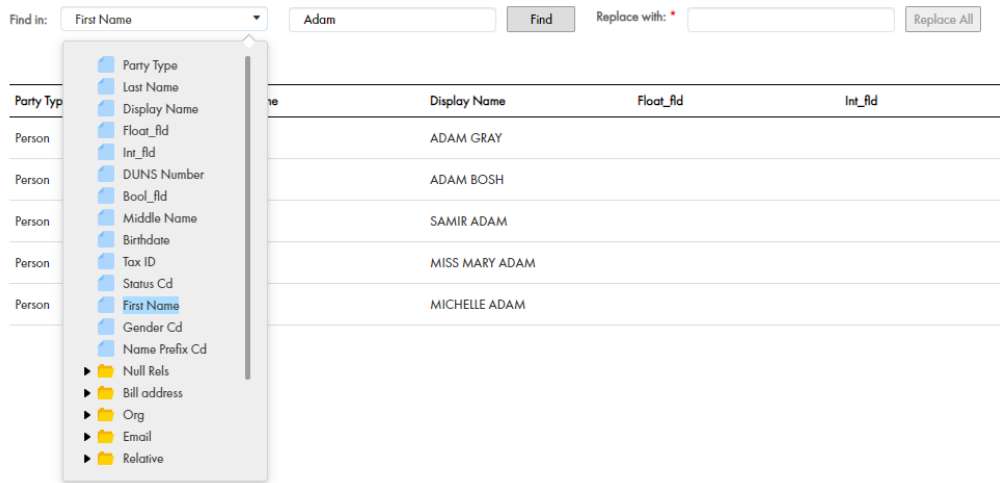 Find in: First Name Adam Find Replace with: * Replace All
Party Type
Last Name
Party Typ Display Name ne Display Name Float_fld Int_fld
Float_fld
Person Int_fld ADAM GRAY
DUNS Number
Person Bool_fld ADAM BOSH
Middle Name
Person SAMIR ADAM
Birthdate
Person Tax ID MISS MARY ADAM
Status Cd
Person First Name MICHELLE ADAM
Gender Cd
Name Prefix Cd
Null Rels
Bill address
Org
Email
Relative